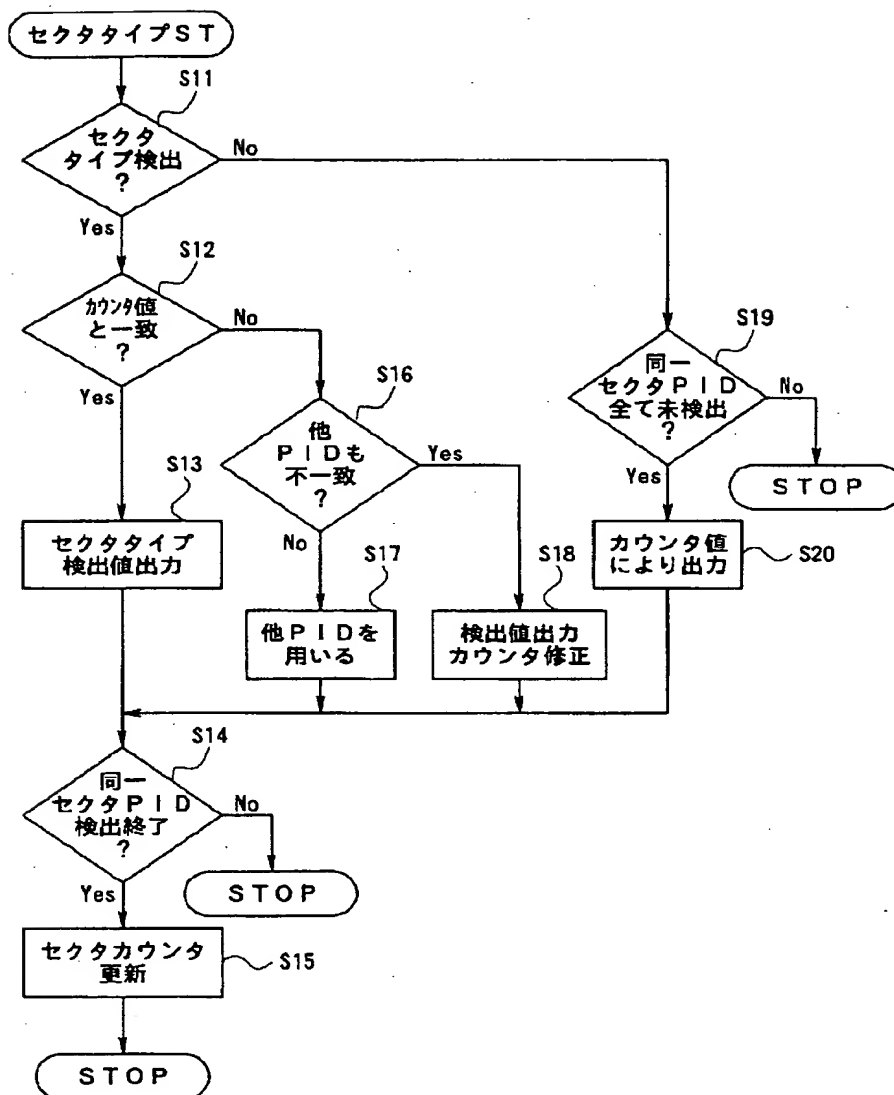 セクタタイプST
S11
セクタ
タイプ検出
?
No
Yes
S12
カウンタ値
と一致
?
No
Yes
S19
同一
セクタPID
全て未検出
?
No
Yes
STOP
S16
他
PIDも
不一致
?
Yes
No
S13
セクタタイプ
検出値出力
S17
他PIDを
用いる
S18
検出値出力
カウンタ修正
カウンタ値
により出力
S20
S14
同一
セクタPID
検出終了
?
No
Yes
STOP
セクタカウンタ
更新
S15
STOP